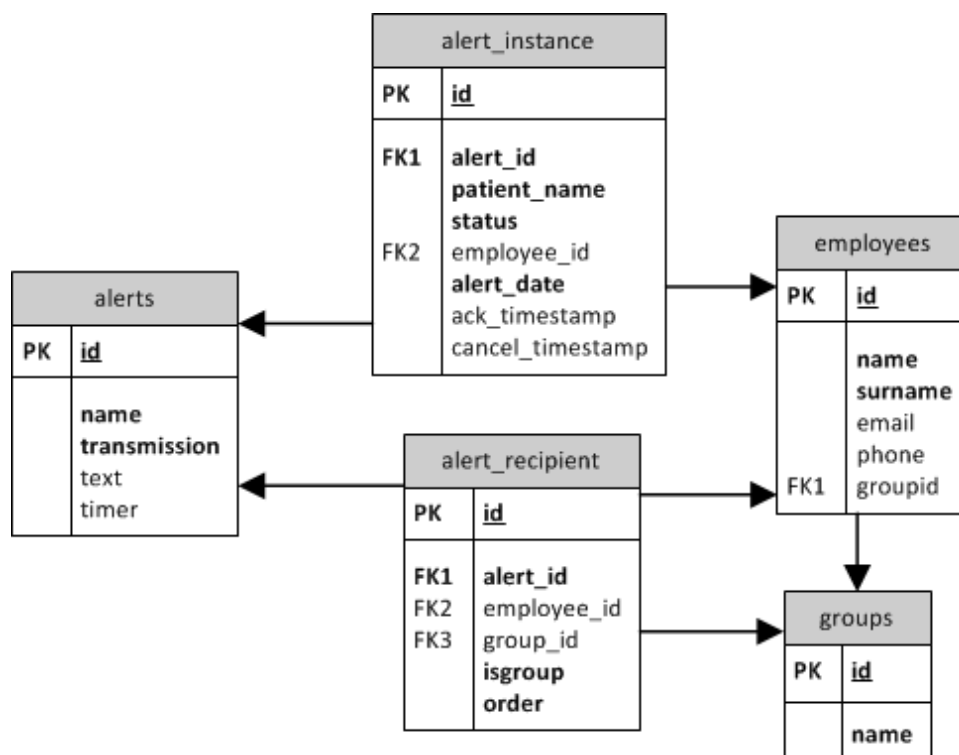 alert_instance
PK id
FK1 alert_id
patient_name
status
FK2 employee_id
alert_date
ack_timestamp
cancel_timestamp
employees
PK id
name
surname
email
phone
FK1 groupid
alerts
PK id
name
transmission
text
timer
alert_recipient
PK id
FK1 alert_id
FK2 employee_id
FK3 group_id
isgroup
order
groups
PK id
name